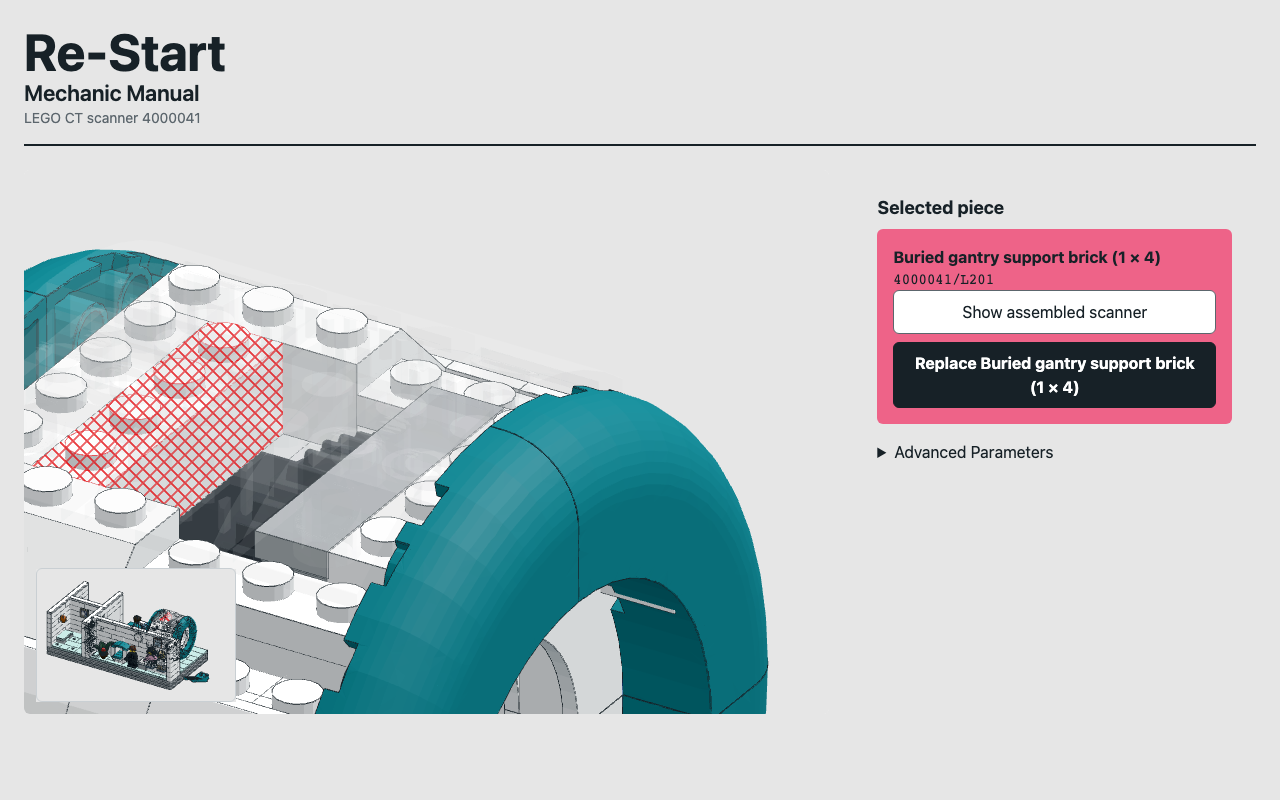 Re-Start
Mechanic Manual
LEGO CT scanner 4000041
Selected piece
Buried gantry support brick (1 × 4)
4000041/L201
Show assembled scanner
Replace Buried gantry support brick
(1 × 4)
Advanced Parameters